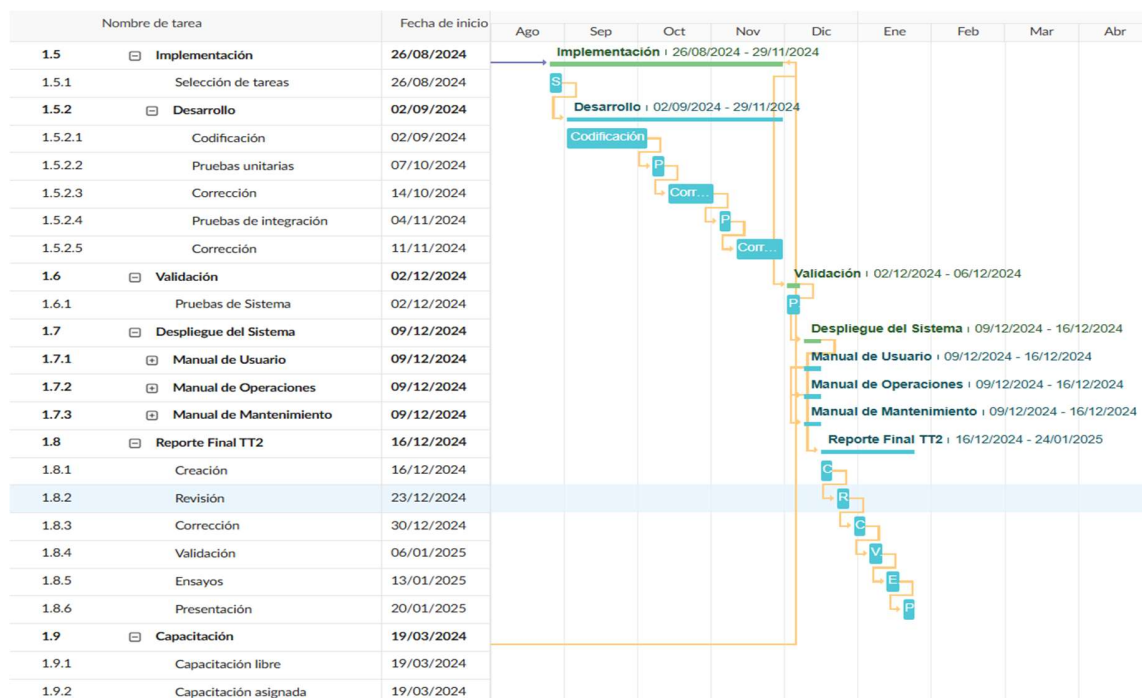 Nombre de tarea Fecha de inicio Ago Sep Oct Nov Dic Ene Feb Mar Abr
1.5 Implementación 26/08/2024 Implementación 26/08/2024 - 29/11/2024
1.5.1 Selección de tareas 26/08/2024 S
1.5.2 Desarrollo 02/09/2024 Desarrollo 02/09/2024 - 29/11/2024
1.5.2.1 Codificación 02/09/2024 Codificación
1.5.2.2 Pruebas unitarias 07/10/2024 P
1.5.2.3 Corrección 14/10/2024 Corr...
1.5.2.4 Pruebas de integración 04/11/2024 P
1.5.2.5 Corrección 11/11/2024 Corr...
1.6 Validación 02/12/2024 Validación 02/12/2024 - 06/12/2024
1.6.1 Pruebas de Sistema 02/12/2024 P
1.7 Despliegue del Sistema 09/12/2024 Despliegue del Sistema 09/12/2024 - 16/12/2024
1.7.1 Manual de Usuario 09/12/2024 Manual de Usuario 09/12/2024 - 16/12/2024
1.7.2 Manual de Operaciones 09/12/2024 Manual de Operaciones 09/12/2024 - 16/12/2024
1.7.3 Manual de Mantenimiento 09/12/2024 Manual de Mantenimiento 09/12/2024 - 16/12/2024
1.8 Reporte Final TT2 16/12/2024 Reporte Final TT2 16/12/2024 - 24/01/2025
1.8.1 Creación 16/12/2024 C
1.8.2 Revisión 23/12/2024 R
1.8.3 Corrección 30/12/2024 C
1.8.4 Validación 06/01/2025 V
1.8.5 Ensayos 13/01/2025 E
1.8.6 Presentación 20/01/2025 P
1.9 Capacitación 19/03/2024
1.9.1 Capacitación libre 19/03/2024
1.9.2 Capacitación asignada 19/03/2024